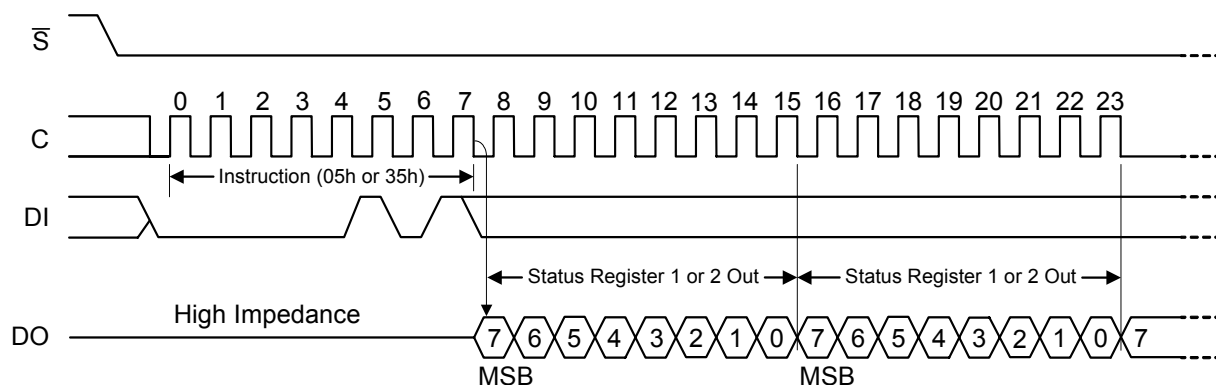 S
0 1 2 3 4 5 6 7 8 9 10 11 12 13 14 15 16 17 18 19 20 21 22 23
C
Instruction (05h or 35h)
DI
Status Register 1 or 2 Out Status Register 1 or 2 Out
High Impedance
DO 7 6 5 4 3 2 1 0 7 6 5 4 3 2 1 0 7
MSB MSB